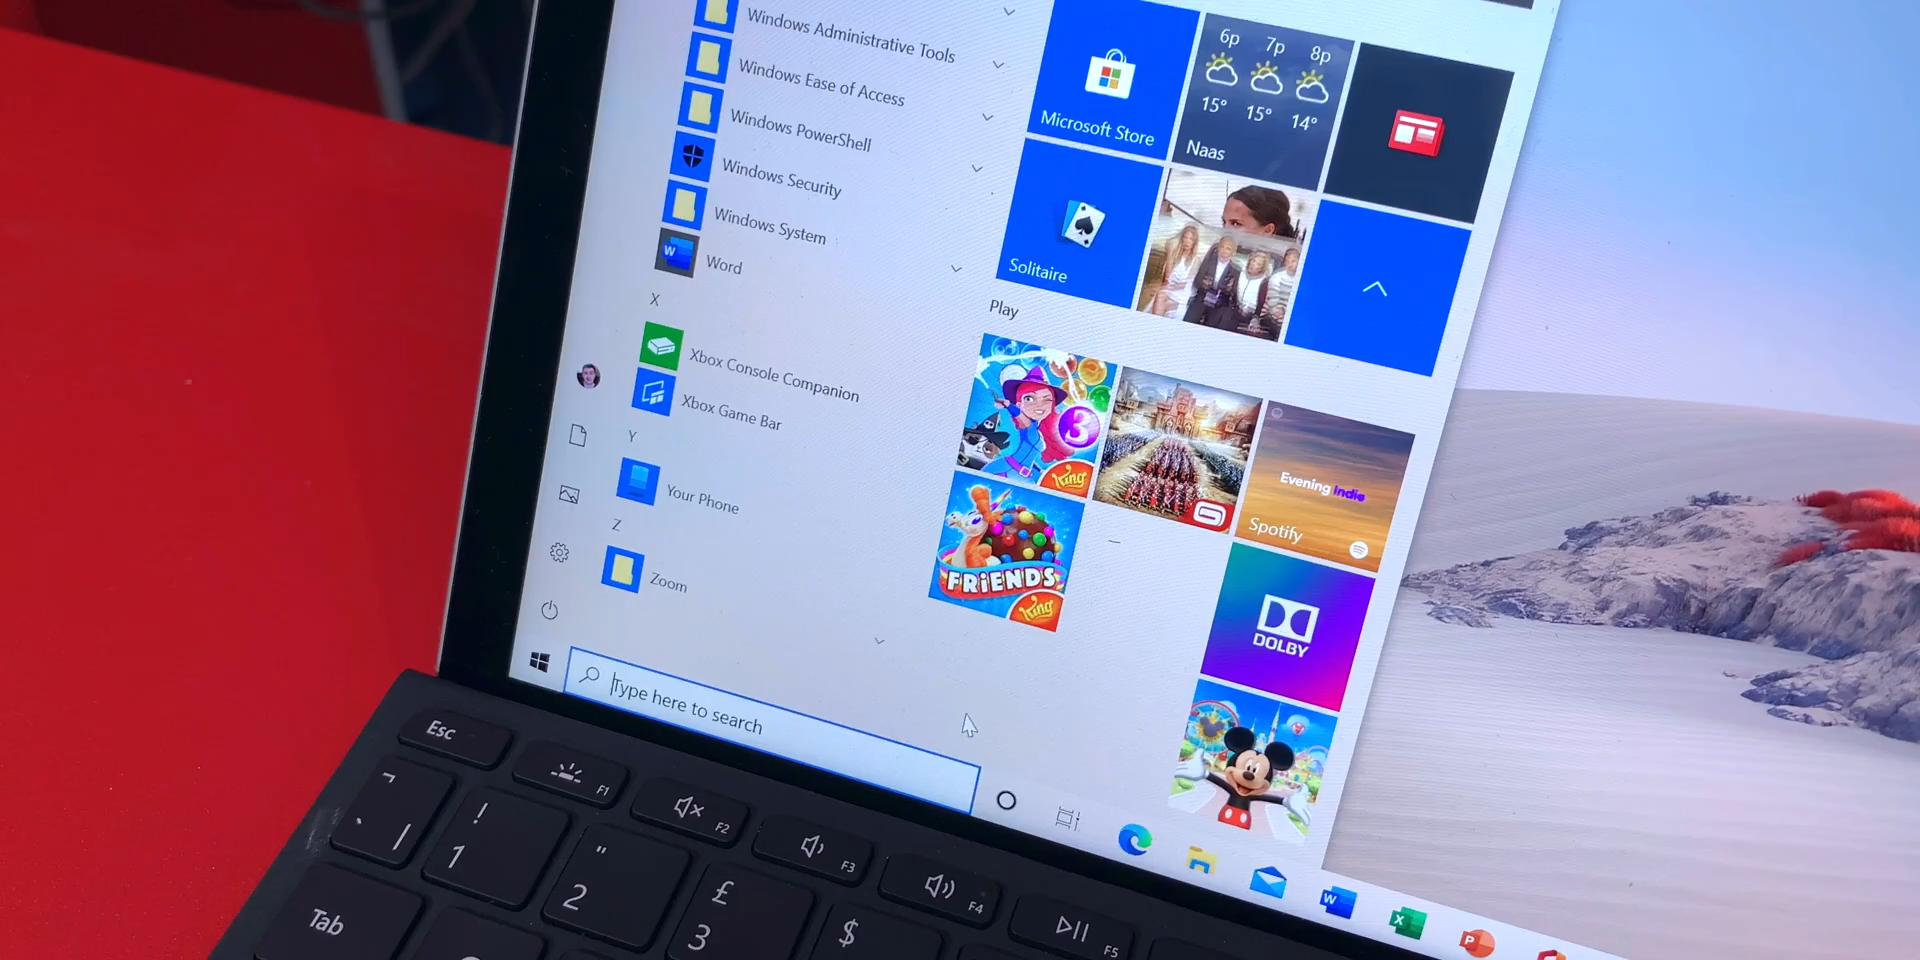 Windows Administrative Tools
Windows Ease of Access
Windows PowerShell
Windows Security
Windows System
Word
X
Xbox Console Companion
Xbox Game Bar
Y
Your Phone
Z
Zoom
Type here to search
Microsoft Store
6p 7p 8p
15° 15° 14°
Naas
Solitaire
Play
3
King
FRIENDS
King
Evening Indie
Spotify
DOLBY
W
W
X
P
Esc
F1
F2
F3
F4
F5
¬
` |
!
1
"
2
£
3
$
Tab